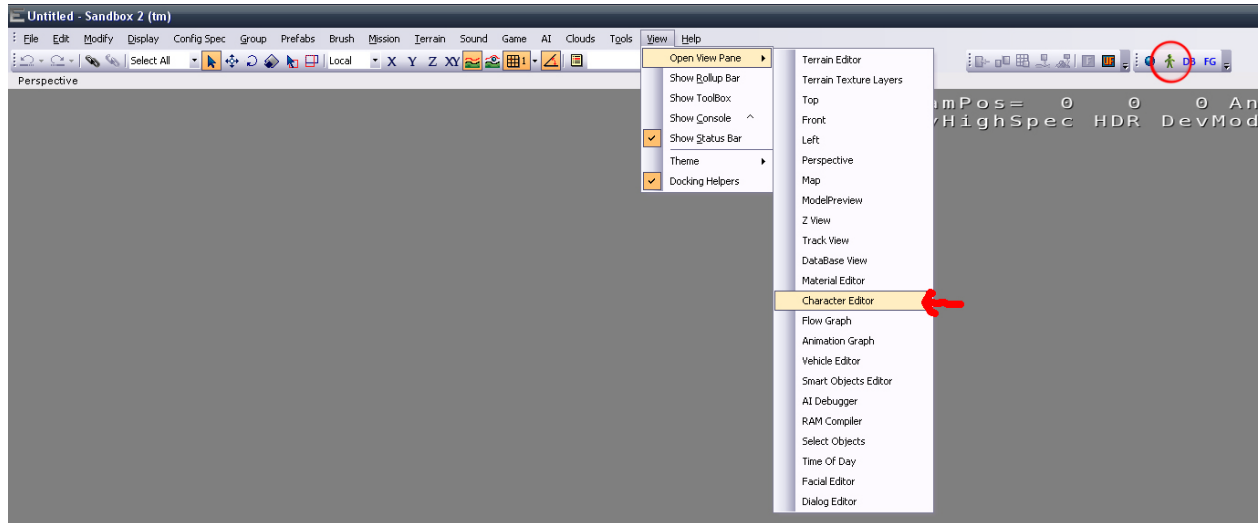 Untitled - Sandbox 2 (tm)
File Edit Modify Display Config Spec Group Prefabs Brush Mission Terrain Sound Game AI Clouds Tools View Help
Select All Local X Y Z XY 1 DB FG
Perspective
Open View Pane
Show Rollup Bar
Show ToolBox
Show Console ^
Show Status Bar
Theme
Docking Helpers
Terrain Editor
Terrain Texture Layers
Top
Front
Left
Perspective
Map
ModelPreview
Z View
Track View
DataBase View
Material Editor
Character Editor
Flow Graph
Animation Graph
Vehicle Editor
Smart Objects Editor
AI Debugger
RAM Compiler
Select Objects
Time Of Day
Facial Editor
Dialog Editor
mPos= 0 0 0 An
HighSpec HDR DevMod